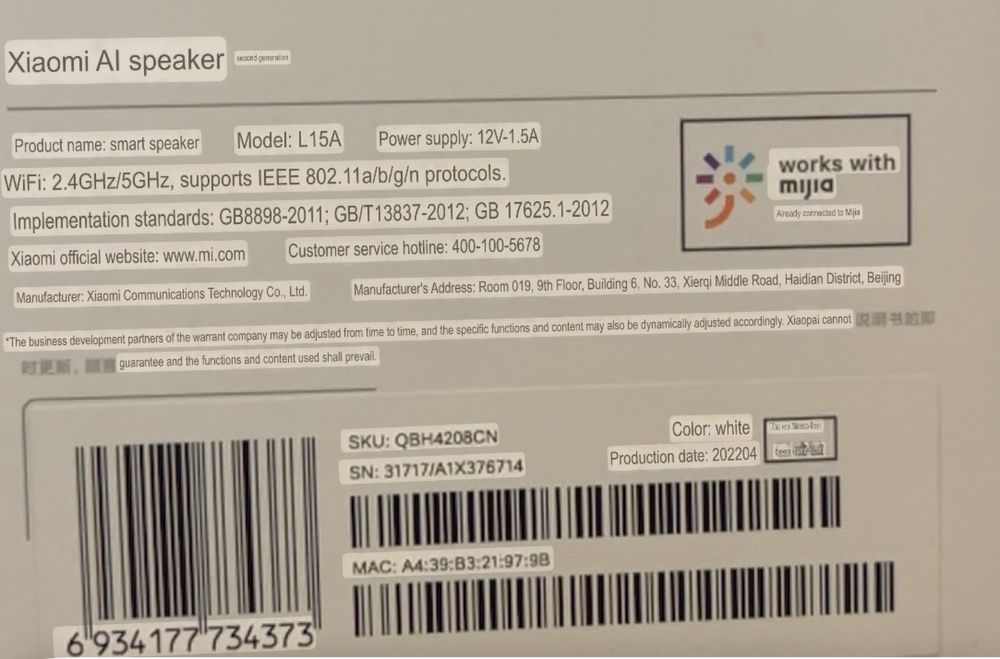 Xiaomi AI speaker second generation
Product name: smart speaker Model: L15A Power supply: 12V-1.5A
WiFi: 2.4GHz/5GHz, supports IEEE 802.11a/b/g/n protocols.
Implementation standards: GB8898-2011; GB/T13837-2012; GB 17625.1-2012
Xiaomi official website: www.mi.com Customer service hotline: 400-100-5678
Manufacturer: Xiaomi Communications Technology Co., Ltd. Manufacturer's Address: Room 019, 9th Floor, Building 6, No. 33, Xierqi Middle Road, Haidian District, Beijing
works with
mijia
Already connected to Mijia
*The business development partners of the warrant company may be adjusted from time to time, and the specific functions and content may also be dynamically adjusted accordingly. Xiaopai cannot 说明书的即
时更新, guarantee and the functions and content used shall prevail.
SKU: QBH4208CN
SN: 31717/A1X376714
Color: white
Production date: 202204
MAC: A4:39:B3:21:97:9B
6 934177 734373